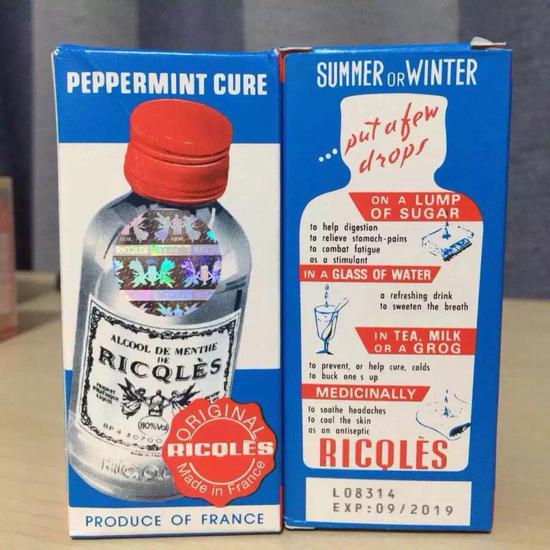 PEPPERMINT CURE
RICQLÈS
ALCOOL DE MENTHE
DE
RICQLÈS
80%Vol
ORIGINAL
RICQLÈS
Made in France
PRODUCE OF FRANCE
SUMMER OR WINTER
...put a few
drops
ON A LUMP
OF SUGAR
to help digestion
to relieve stomach-pains
to combat fatigue
as a stimulant
IN A GLASS OF WATER
a refreshing drink
to sweeten the breath
IN TEA, MILK
OR A GROG
to prevent, or help cure, colds
to buck one s up
MEDICINALLY
to soothe headaches
to cool the skin
as an antiseptic
RICQLÈS
L08314
EXP:09/2019